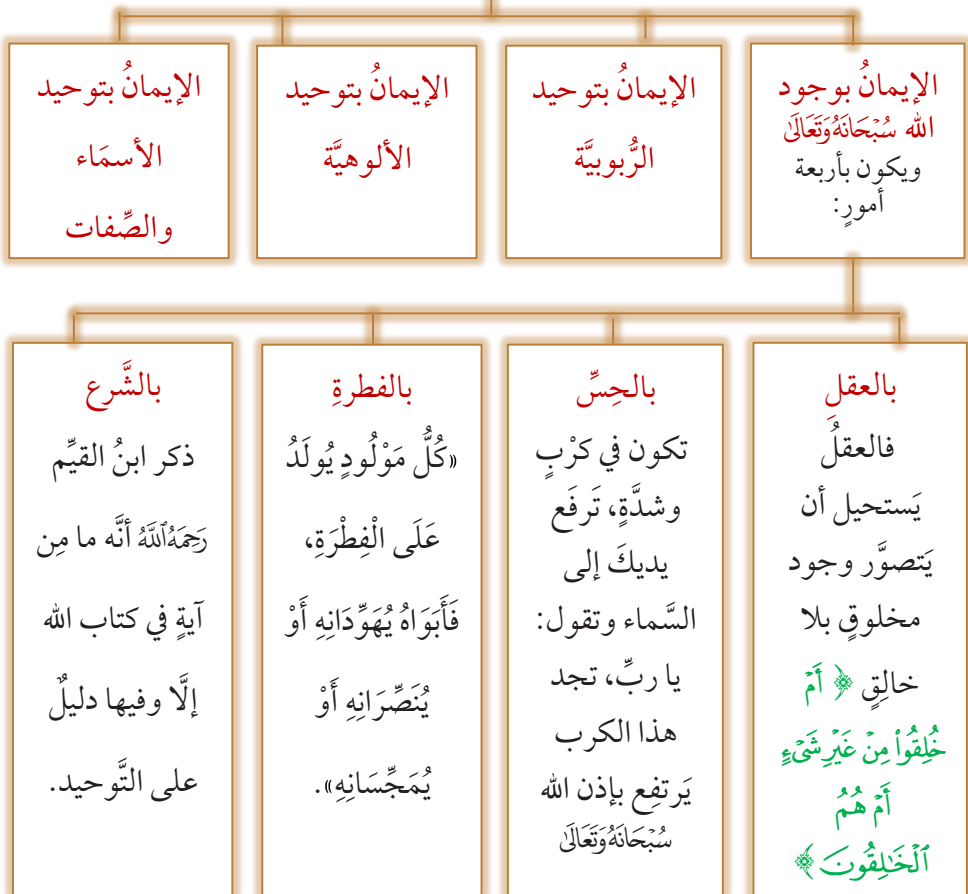 الإيمانُ بوجود
الله سُبْحَانَهُ وَتَعَالَىٰ
ويكون بأربعة
أمورٍ:
الإيمانُ بتوحيد
الرُّبوبيَّة
الإيمانُ بتوحيد
الألوهيَّة
الإيمانُ بتوحيد
الأسمَاء
والصِّفات
بالعقلِ
فالعقلُ
يَستحيل أن
يَتصوَّر وجود
مخلوقٍ بلا
خالِقٍ ﴿ أَمْ
خُلِقُوا۟ مِنْ غَيْرِ شَىْءٍ
أَمْ هُمُ
ٱلْخَـٰلِقُونَ ﴾
بالحِسِّ
تكون في كرْبٍ
وشدَّةٍ، تَرفَع
يديكَ إلى
السَّماء وتقول:
يا ربِّ، تجد
هذا الكرب
يَرتفِع بإذن الله
سُبْحَانَهُ وَتَعَالَىٰ
بالفطرةِ
«كُلُّ مَوْلُودٍ يُولَدُ
عَلَى الْفِطْرَةِ،
فَأَبَوَاهُ يُهَوِّدَانِهِ أَوْ
يُنَصِّرَانِهِ أَوْ
يُمَجِّسَانِهِ».
بالشَّرع
ذكر ابنُ القيِّم
رَحِمَهُ ٱللَّهُ أنَّه ما مِن
آيةٍ في كتاب الله
إلَّا وفيها دليلٌ
على التَّوحيد.